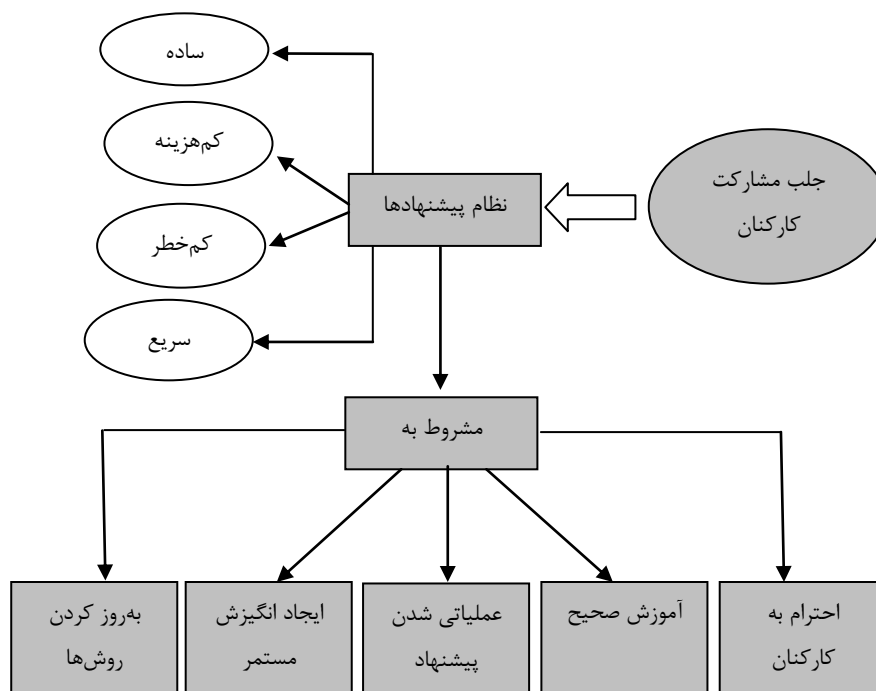 ساده
کم‌هزینه
جلب مشارکت
کارکنان
نظام پیشنهادها
کم‌خطر
سریع
مشروط به
احترام به
کارکنان
آموزش صحیح
عملیاتی شدن
پیشنهاد
ایجاد انگیزش
مستمر
به‌روز کردن
روش‌ها